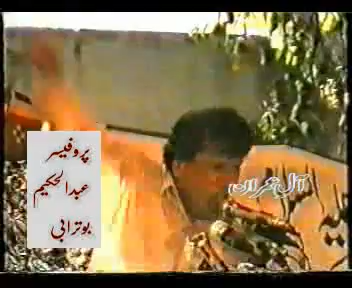 پروفیسر
عبدالحکیم
بوترابی
آل عمران